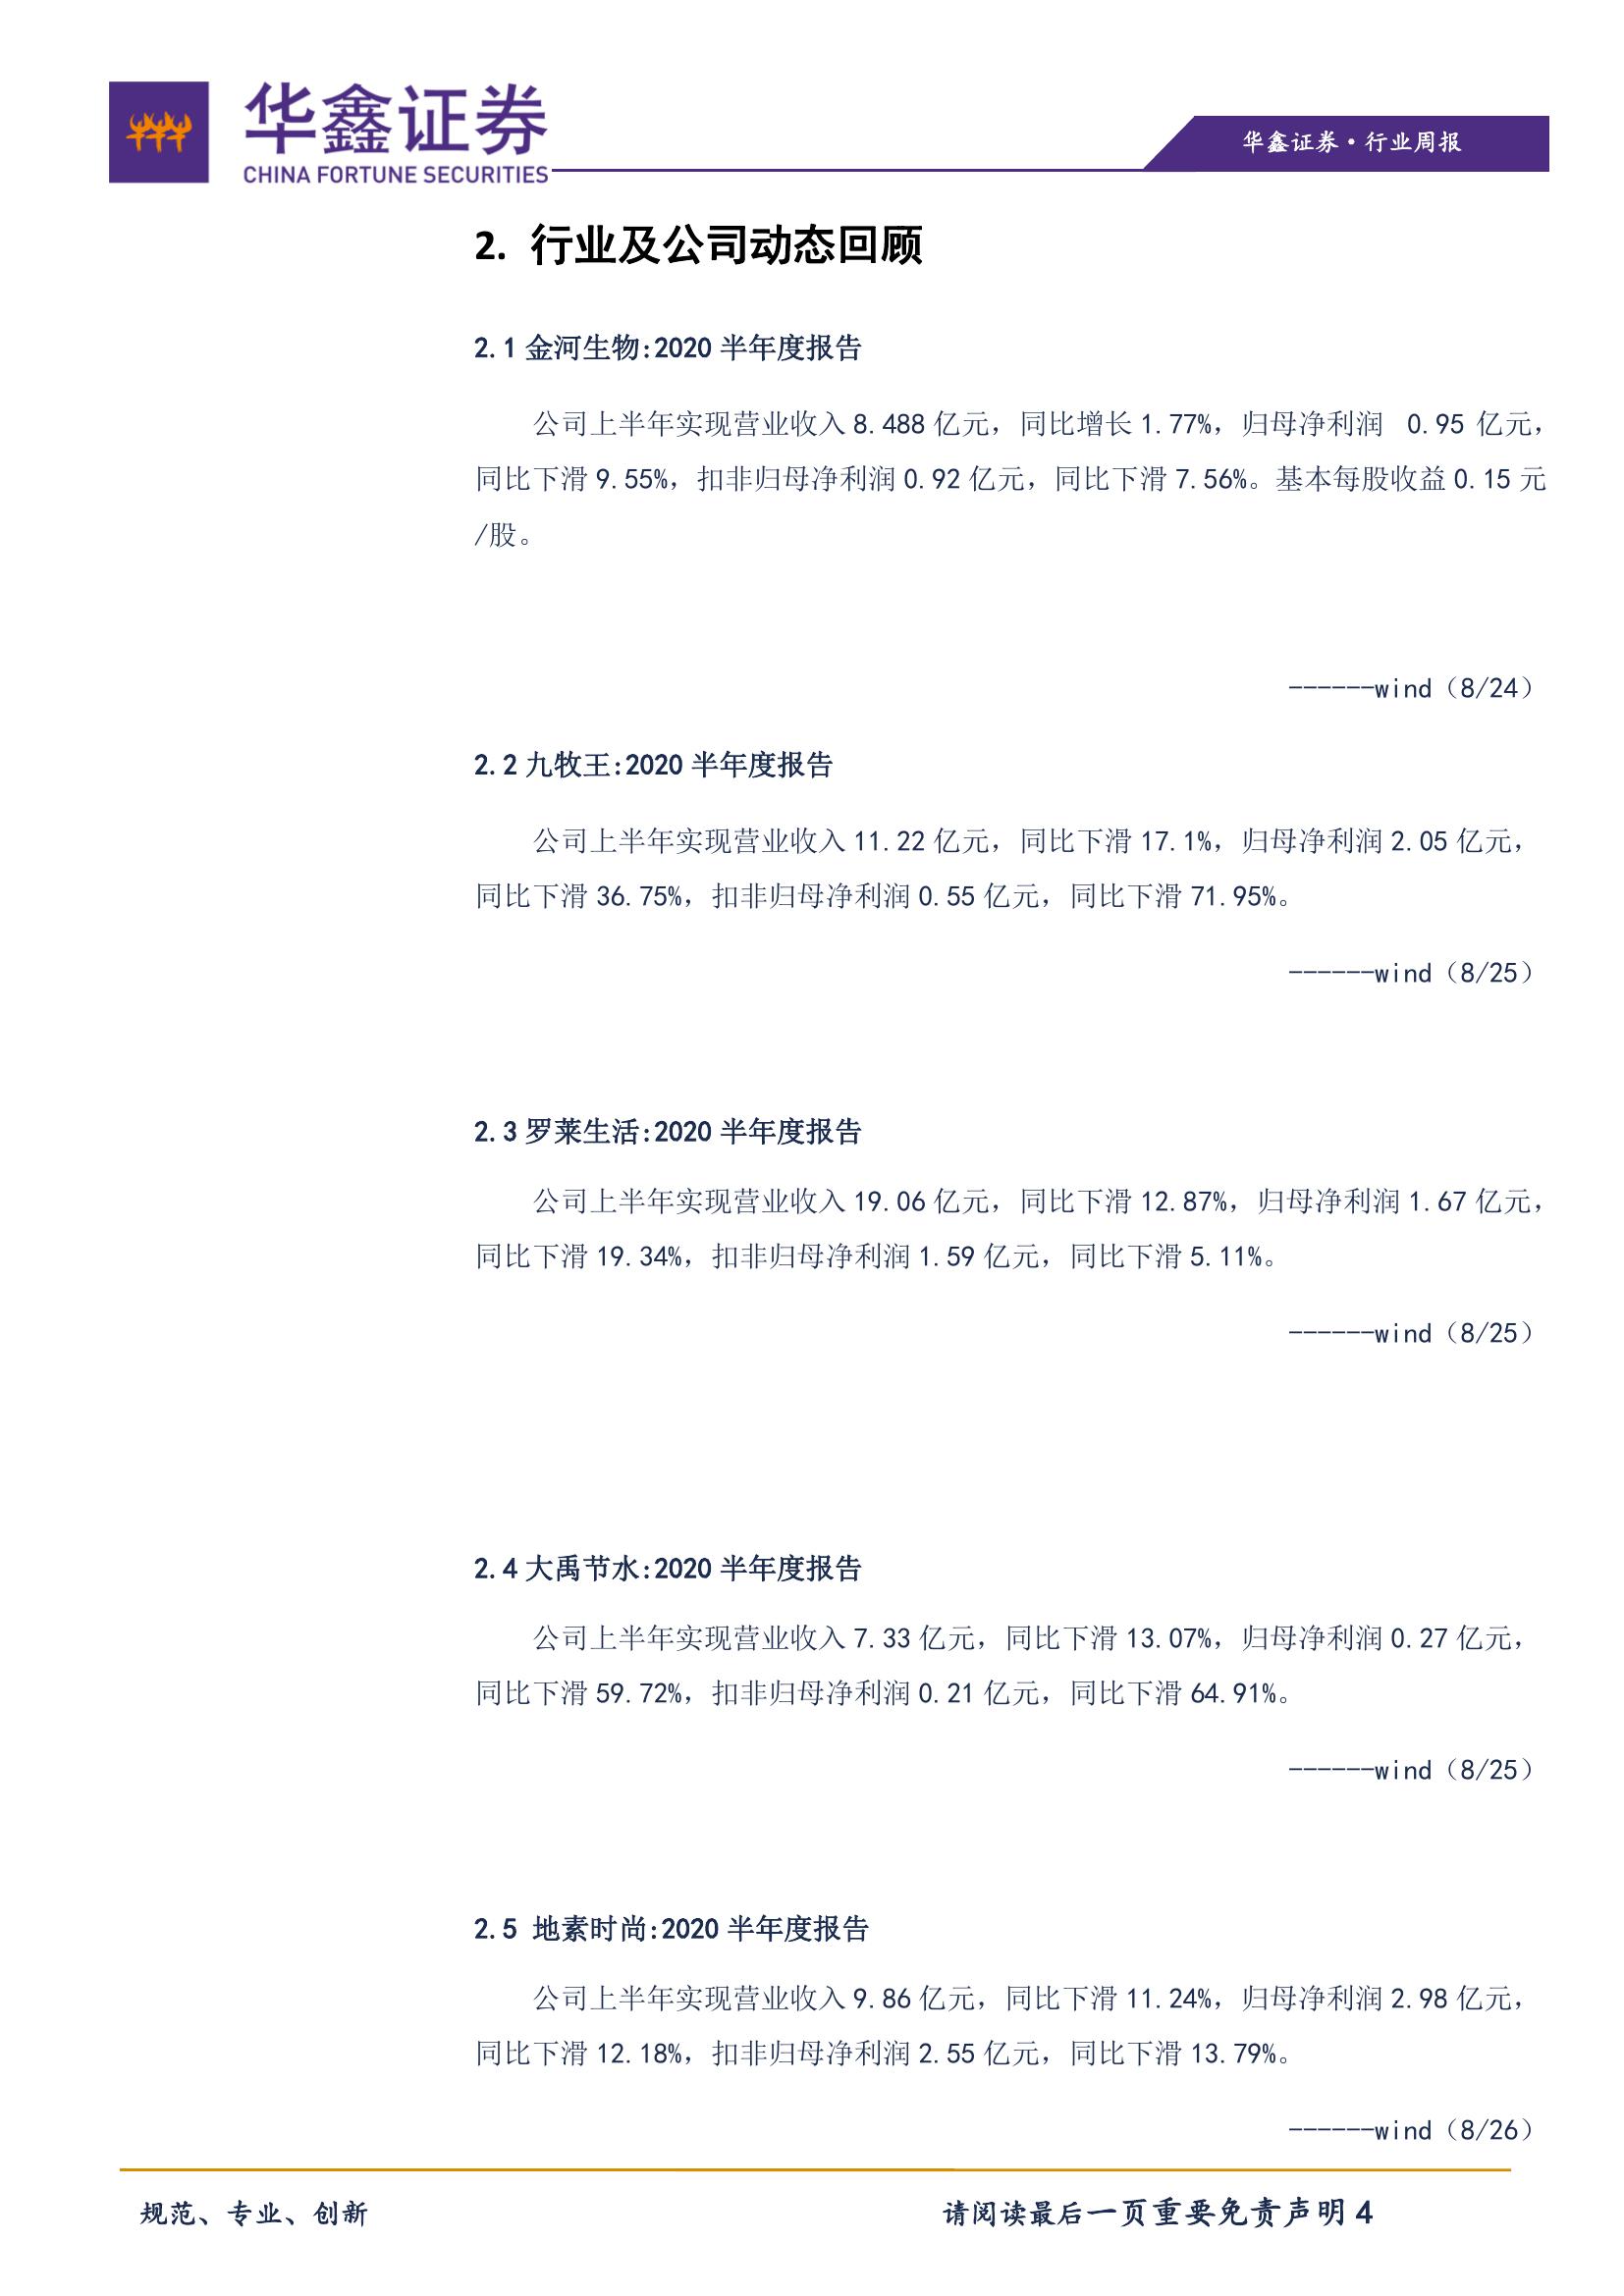 华鑫证券
CHINA FORTUNE SECURITIES
华鑫证券·行业周报
2. 行业及公司动态回顾
2.1 金河生物:2020 半年度报告
公司上半年实现营业收入 8.488 亿元，同比增长 1.77%，归母净利润 0.95 亿元，
同比下滑 9.55%，扣非归母净利润 0.92 亿元，同比下滑 7.56%。基本每股收益 0.15 元
/股。
------wind（8/24）
2.2 九牧王:2020 半年度报告
公司上半年实现营业收入 11.22 亿元，同比下滑 17.1%，归母净利润 2.05 亿元，
同比下滑 36.75%，扣非归母净利润 0.55 亿元，同比下滑 71.95%。
------wind（8/25）
2.3 罗莱生活:2020 半年度报告
公司上半年实现营业收入 19.06 亿元，同比下滑 12.87%，归母净利润 1.67 亿元，
同比下滑 19.34%，扣非归母净利润 1.59 亿元，同比下滑 5.11%。
------wind（8/25）
2.4 大禹节水:2020 半年度报告
公司上半年实现营业收入 7.33 亿元，同比下滑 13.07%，归母净利润 0.27 亿元，
同比下滑 59.72%，扣非归母净利润 0.21 亿元，同比下滑 64.91%。
------wind（8/25）
2.5 地素时尚:2020 半年度报告
公司上半年实现营业收入 9.86 亿元，同比下滑 11.24%，归母净利润 2.98 亿元，
同比下滑 12.18%，扣非归母净利润 2.55 亿元，同比下滑 13.79%。
------wind（8/26）
规范、专业、创新
请阅读最后一页重要免责声明 4